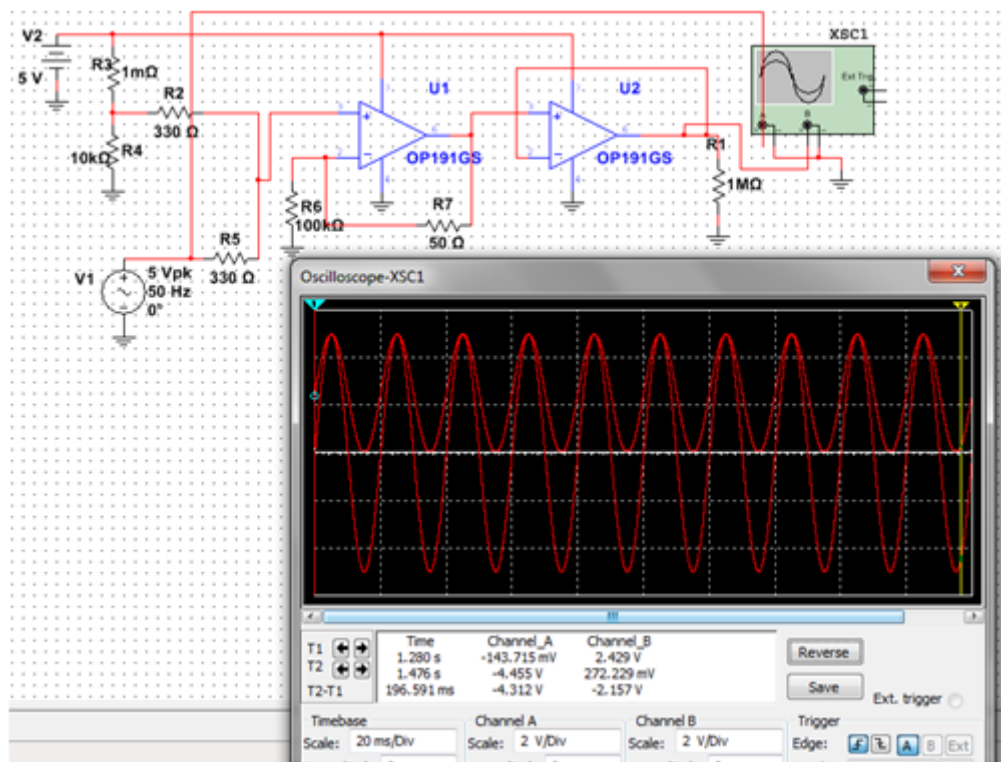 V2
5 V
R3
1mΩ
R2
330 Ω
R4
10kΩ
U1
OP191GS
U2
OP191GS
XSC1
Ext Trig
A
B
R1
1MΩ
R6
100kΩ
R7
50 Ω
R5
330 Ω
V1
5 Vpk
50 Hz
0°
Oscilloscope-XSC1
Time Channel_A Channel_B
T1 1.280 s -143.715 mV 2.429 V
T2 1.476 s -4.455 V 272.229 mV
T2-T1 196.591 ms -4.312 V -2.157 V
Reverse
Save
Ext. trigger
Timebase Channel A Channel B Trigger
Scale: 20 ms/Div Scale: 2 V/Div Scale: 2 V/Div Edge: A B Ext